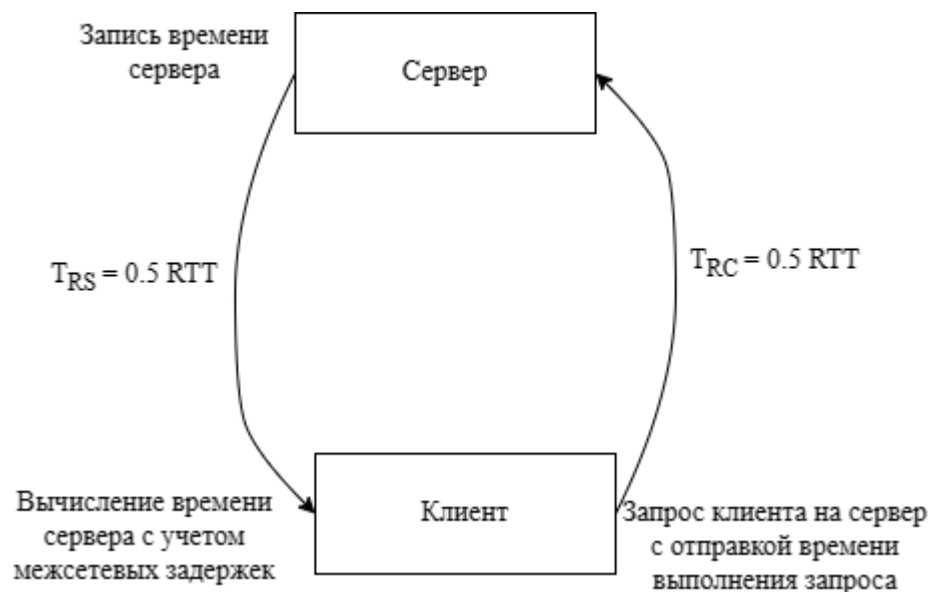 Запись времени
сервера
Сервер
T_RS = 0.5 RTT
T_RC = 0.5 RTT
Вычисление времени
сервера с учетом
межсетевых задержек
Клиент
Запрос клиента на сервер
с отправкой времени
выполнения запроса